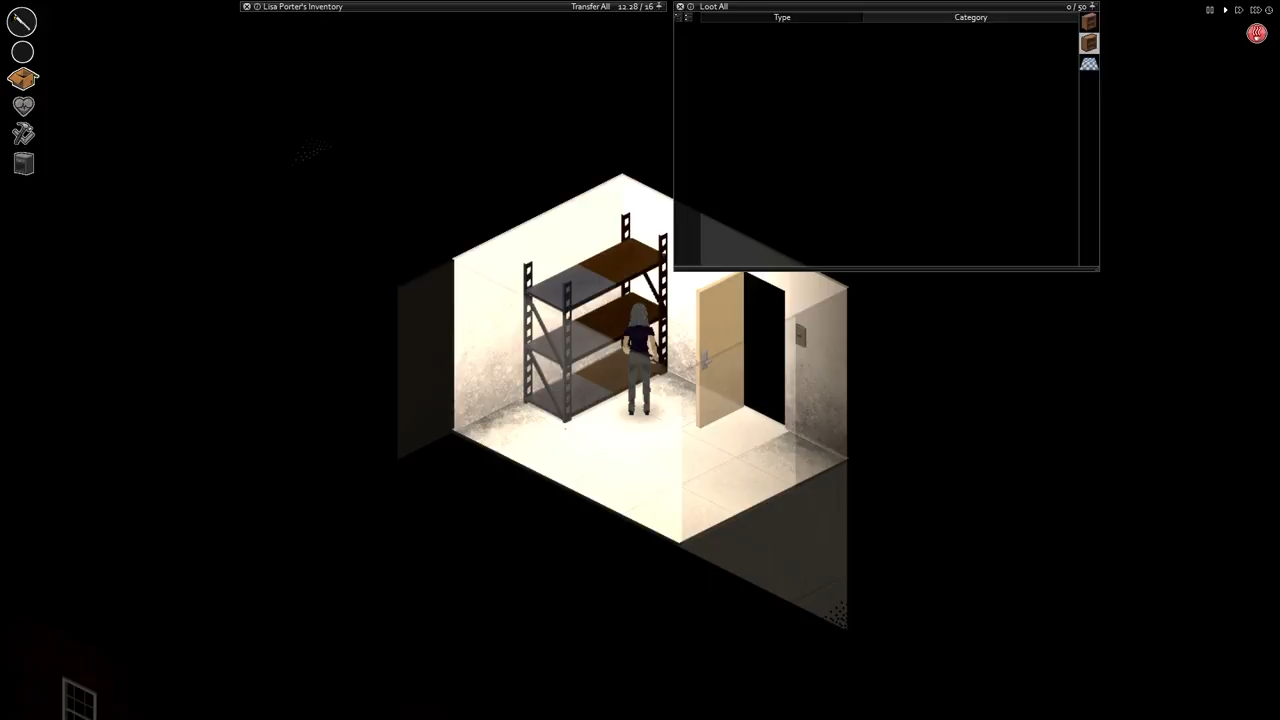 Lisa Porter's Inventory Transfer All 12.28 / 16
Loot All 0 / 50
Type Category